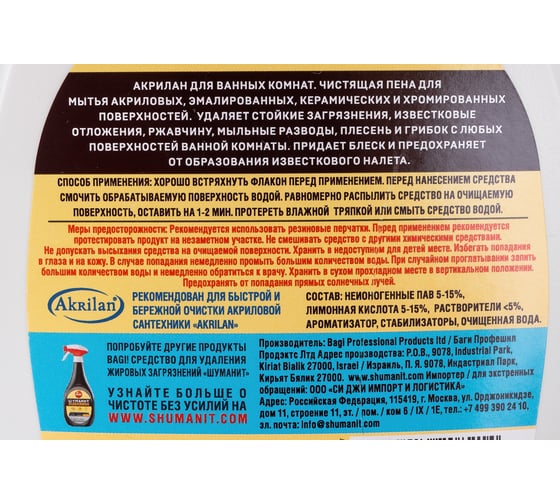 АКРИЛАН ДЛЯ ВАННЫХ КОМНАТ. ЧИСТЯЩАЯ ПЕНА ДЛЯ
МЫТЬЯ АКРИЛОВЫХ, ЭМАЛИРОВАННЫХ, КЕРАМИЧЕСКИХ И ХРОМИРОВАННЫХ
ПОВЕРХНОСТЕЙ. УДАЛЯЕТ СТОЙКИЕ ЗАГРЯЗНЕНИЯ, ИЗВЕСТКОВЫЕ
ОТЛОЖЕНИЯ, РЖАВЧИНУ, МЫЛЬНЫЕ РАЗВОДЫ, ПЛЕСЕНЬ И ГРИБОК С ЛЮБЫХ
ПОВЕРХНОСТЕЙ ВАННОЙ КОМНАТЫ. ПРИДАЕТ БЛЕСК И ПРЕДОХРАНЯЕТ
ОТ ОБРАЗОВАНИЯ ИЗВЕСТКОВОГО НАЛЕТА.
СПОСОБ ПРИМЕНЕНИЯ: ХОРОШО ВСТРЯХНУТЬ ФЛАКОН ПЕРЕД ПРИМЕНЕНИЕМ. ПЕРЕД НАНЕСЕНИЕМ СРЕДСТВА
СМОЧИТЬ ОБРАБАТЫВАЕМУЮ ПОВЕРХНОСТЬ ВОДОЙ. РАВНОМЕРНО РАСПЫЛИТЬ СРЕДСТВО НА ОЧИЩАЕМУЮ
ПОВЕРХНОСТЬ, ОСТАВИТЬ НА 1-2 МИН. ПРОТЕРЕТЬ ВЛАЖНОЙ ТРЯПКОЙ ИЛИ СМЫТЬ СРЕДСТВО ВОДОЙ.
Меры предосторожности: Рекомендуется использовать резиновые перчатки. Перед применением рекомендуется
протестировать продукт на незаметном участке. Не смешивать средство с другими химическими средствами.
Не допускать высыхания средства на очищаемой поверхности. Хранить в недоступном для детей месте. Избегать попадания
в глаза и на кожу. В случае попадания немедленно промыть большим количеством воды. При случайном проглатывании запить
большим количеством воды и немедленно обратиться к врачу. Хранить в сухом прохладном месте в вертикальном положении.
Предохранять от попадания прямых солнечных лучей.
Akrilan
РЕКОМЕНДОВАН ДЛЯ БЫСТРОЙ И
БЕРЕЖНОЙ ОЧИСТКИ АКРИЛОВОЙ
САНТЕХНИКИ «AKRILAN»
СОСТАВ: НЕИОНОГЕННЫЕ ПАВ 5-15%,
ЛИМОННАЯ КИСЛОТА 5-15%, РАСТВОРИТЕЛИ <5%,
АРОМАТИЗАТОР, СТАБИЛИЗАТОРЫ, ОЧИЩЕННАЯ ВОДА.
ПОПРОБУЙТЕ ДРУГИЕ ПРОДУКТЫ
BAGI! СРЕДСТВО ДЛЯ УДАЛЕНИЯ
ЖИРОВЫХ ЗАГРЯЗНЕНИЙ «ШУМАНИТ»
УЗНАЙТЕ БОЛЬШЕ О
ЧИСТОТЕ БЕЗ УСИЛИЙ НА
WWW.SHUMANIT.COM
ШУМАНИТ
Производитель: Bagi Professional Products ltd / Баги Профешнл
Продэктс Лтд Адрес производителя: P.O.B., 9078, Industrial Park,
Kiriat Bialik 27000, Israel / Израиль, П. Я. 9078, Индастриал Парк,
Кирьят Бялик 27000. www.shumanit.com Импортер / для экстренных
обращений: ООО «СИ ДЖИ ИМПОРТ И ЛОГИСТИКА»
Адрес: Российская Федерация, 115419, г. Москва, ул. Орджоникидзе,
дом 11, строение 11, эт. / пом. / ком 6 / IX / 1Е, тел.: +7 499 390 24 10,
эл. почта: info@shumanit.com